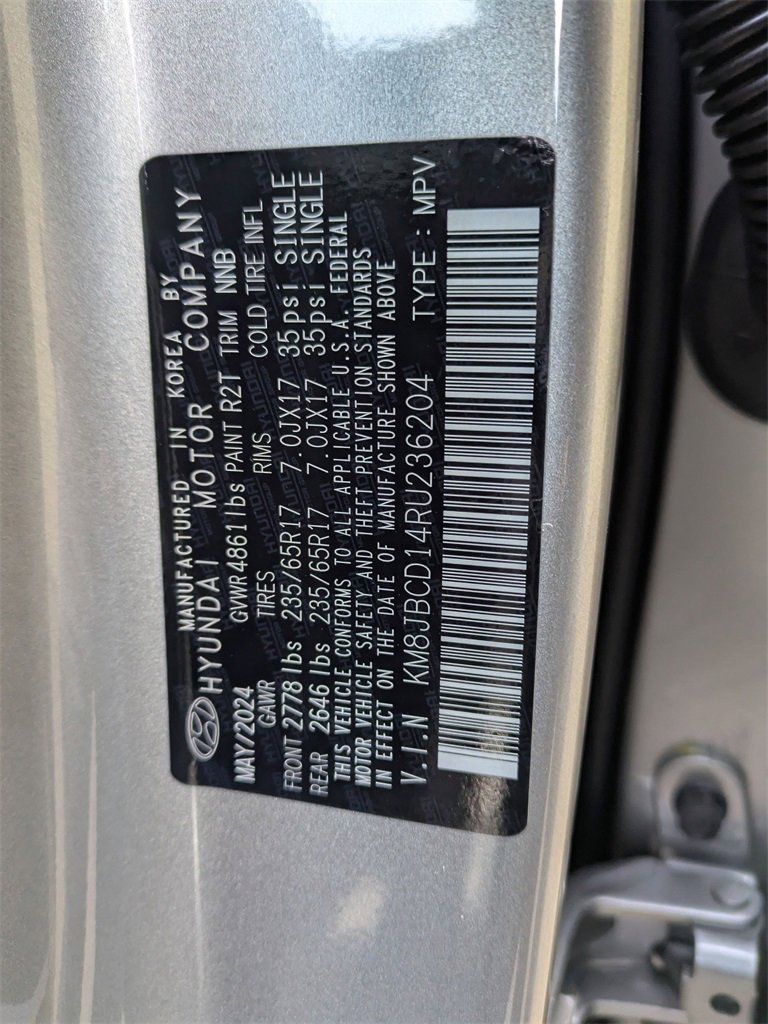 MANUFACTURED IN KOREA BY
HYUNDAI MOTOR COMPANY
MAY/2024 GVWR 4861lbs PAINT R2T TRIM NNB
GAWR TIRES RIMS COLD TIRE INFL
FRONT 2778 lbs 235/65R17 7.0JX17 35psi SINGLE
REAR 2646 lbs 235/65R17 7.0JX17 35psi SINGLE
THIS VEHICLE CONFORMS TO ALL APPLICABLE U.S.A. FEDERAL
MOTOR VEHICLE SAFETY AND THEFT PREVENTION STANDARDS
IN EFFECT ON THE DATE OF MANUFACTURE SHOWN ABOVE
V.I.N KM8JBCD14RU236204 TYPE : MPV